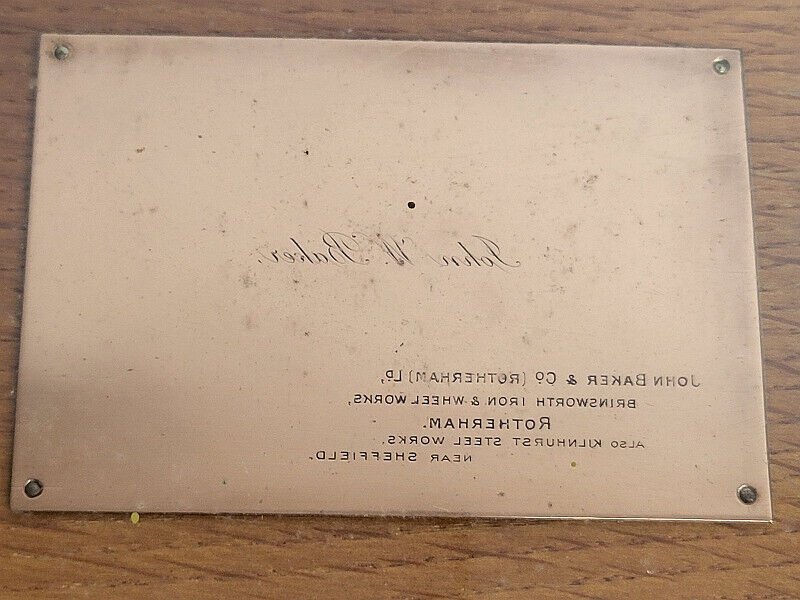 John W. Baker.
JOHN BAKER & Co (ROTHERHAM) LD,
BRINSWORTH IRON & WHEEL WORKS,
ROTHERHAM.
ALSO KILNHURST STEEL WORKS.
NEAR SHEFFIELD.